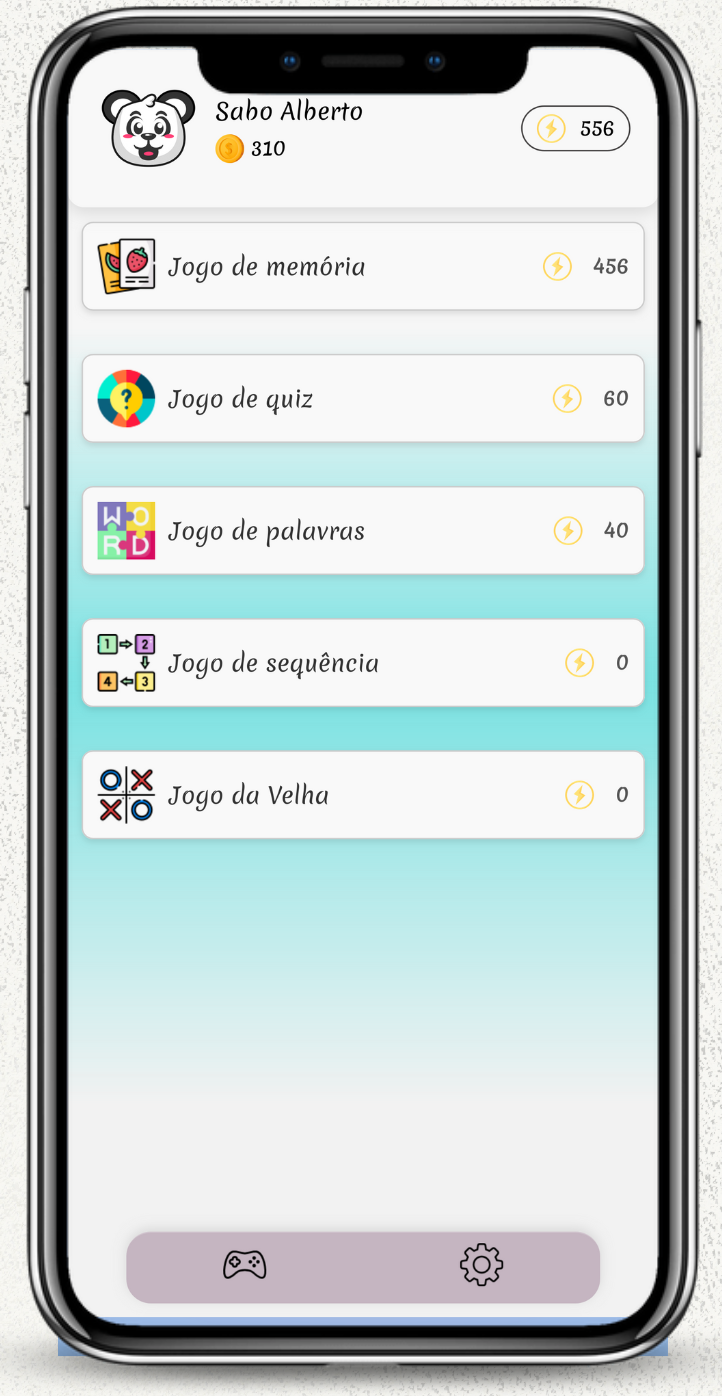 Sabo Alberto
310
556
Jogo de memória
456
Jogo de quiz
60
?
Jogo de palavras
40
W O
R D
Jogo de sequência
0
1 2
4 3
Jogo da Velha
0